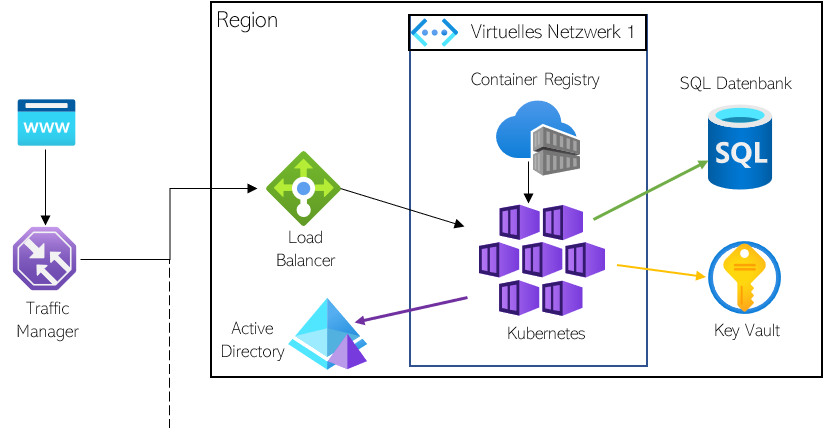 Region
Virtuelles Netzwerk 1
Container Registry
SQL Datenbank
www
SQL
Load
Balancer
Traffic
Manager
Active
Directory
Kubernetes
Key Vault